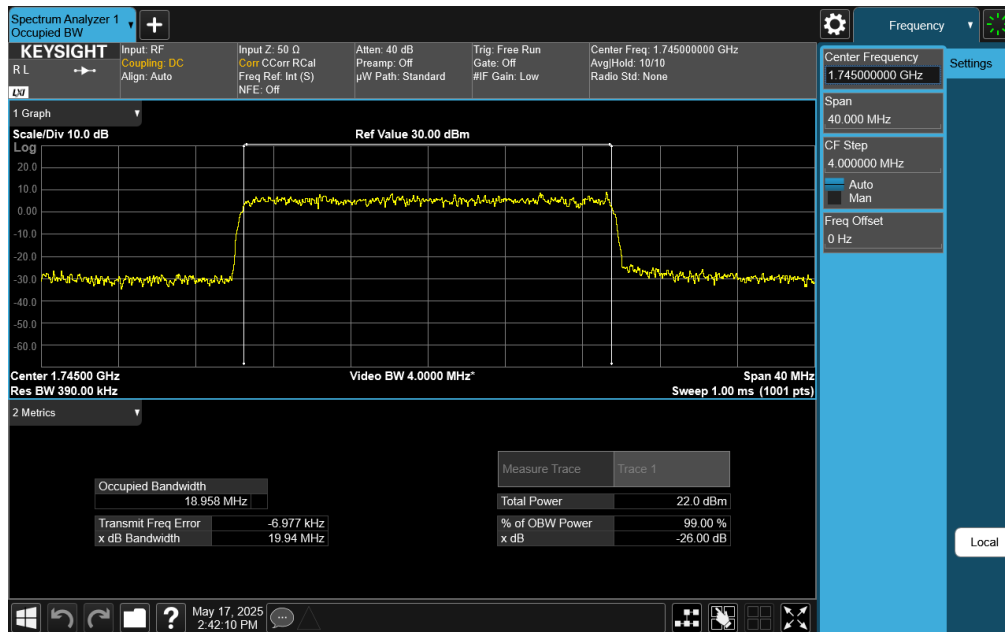 Spectrum Analyzer 1
Occupied BW
Frequency
KEYSIGHT
R L
LXI
Input: RF
Coupling: DC
Align: Auto
Input Z: 50 Ω
Corr CCorr RCal
Freq Ref: Int (S)
NFE: Off
Atten: 40 dB
Preamp: Off
µW Path: Standard
Trig: Free Run
Gate: Off
#IF Gain: Low
Center Freq: 1.745000000 GHz
Avg|Hold: 10/10
Radio Std: None
Center Frequency
1.745000000 GHz
Settings
Span
40.000 MHz
CF Step
4.000000 MHz
Auto
Man
Freq Offset
0 Hz
Local
1 Graph
Scale/Div 10.0 dB
Ref Value 30.00 dBm
Log
20.0
10.0
0.00
-10.0
-20.0
-30.0
-40.0
-50.0
-60.0
Center 1.74500 GHz
Video BW 4.0000 MHz*
Span 40 MHz
Res BW 390.00 kHz
Sweep 1.00 ms (1001 pts)
2 Metrics
Measure Trace
Trace 1
Occupied Bandwidth
18.958 MHz
Total Power
22.0 dBm
Transmit Freq Error
-6.977 kHz
% of OBW Power
99.00 %
x dB Bandwidth
19.94 MHz
x dB
-26.00 dB
?
May 17, 2025
2:42:10 PM